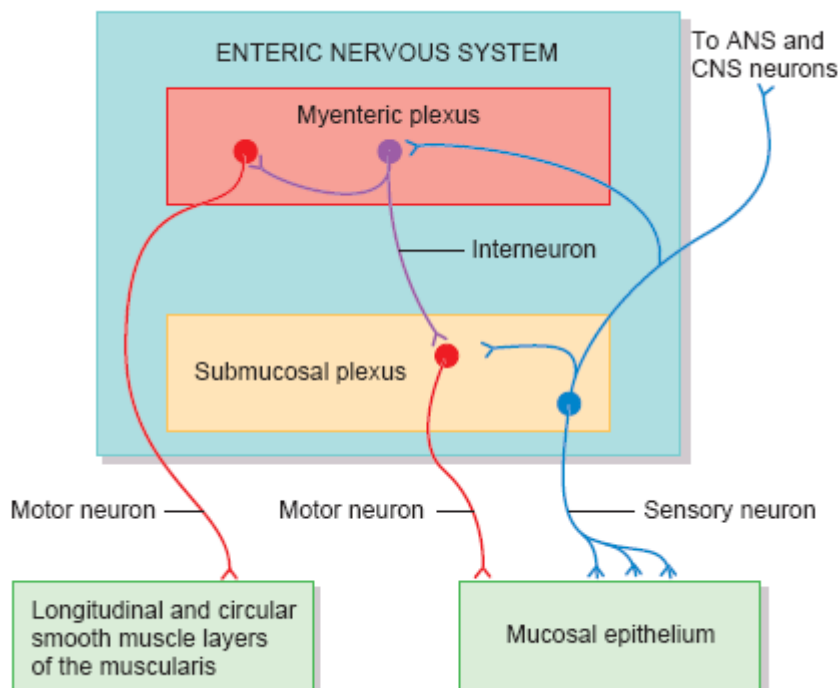 ENTERIC NERVOUS SYSTEM
To ANS and
CNS neurons
Myenteric plexus
Interneuron
Submucosal plexus
Motor neuron
Motor neuron
Sensory neuron
Longitudinal and circular
smooth muscle layers
of the muscularis
Mucosal epithelium